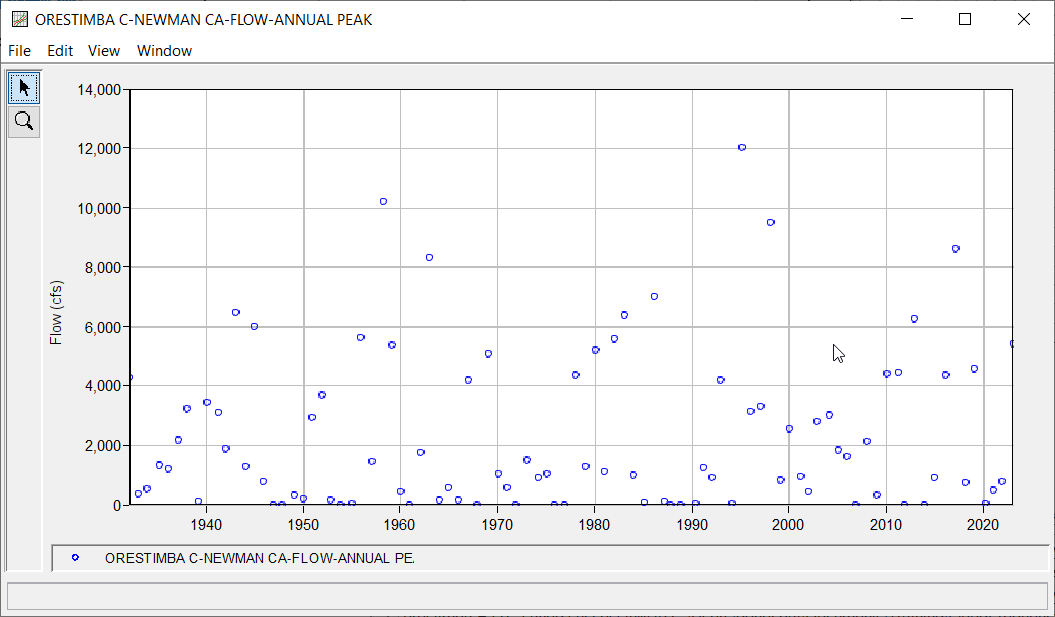 ORESTIMBA C-NEWMAN CA-FLOW-ANNUAL PEAK
File Edit View Window
14,000
12,000
10,000
8,000
6,000
4,000
2,000
0
Flow (cfs)
1940 1950 1960 1970 1980 1990 2000 2010 2020
ORESTIMBA C-NEWMAN CA-FLOW-ANNUAL PE.